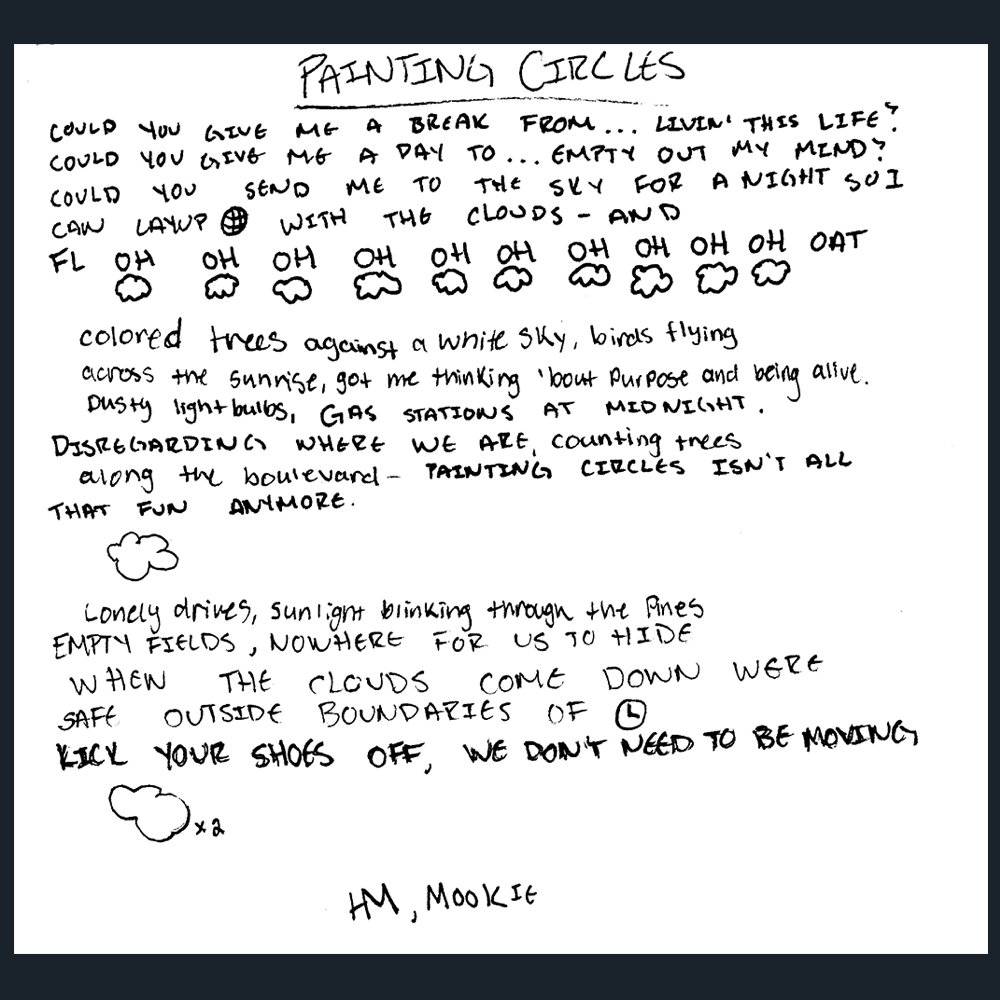 PAINTING CIRCLES
COULD YOU GIVE ME A BREAK FROM... LIVIN' THIS LIFE?
COULD YOU GIVE ME A DAY TO... EMPTY OUT MY MIND?
COULD YOU SEND ME TO THE SKY FOR A NIGHT SO I
CAN LAYUP WITH THE CLOUDS - AND
FL OH OH OH OH OH OH OH OH OH OH OAT
colored trees against a white sky, birds flying
across the sunrise, got me thinking 'bout purpose and being alive.
Dusty lightbulbs, GAS STATIONS AT MIDNIGHT.
DISREGARDING WHERE WE ARE, counting trees
along the boulevard - PAINTING CIRCLES ISN'T ALL
THAT FUN ANYMORE.
Lonely drives, sunlight blinking through the Pines
EMPTY FIELDS, NOWHERE FOR US TO HIDE
WHEN THE CLOUDS COME DOWN WERE
SAFE OUTSIDE BOUNDARIES OF
KICK YOUR SHOES OFF, WE DON'T NEED TO BE MOVING
x2
HM, MOOKIE